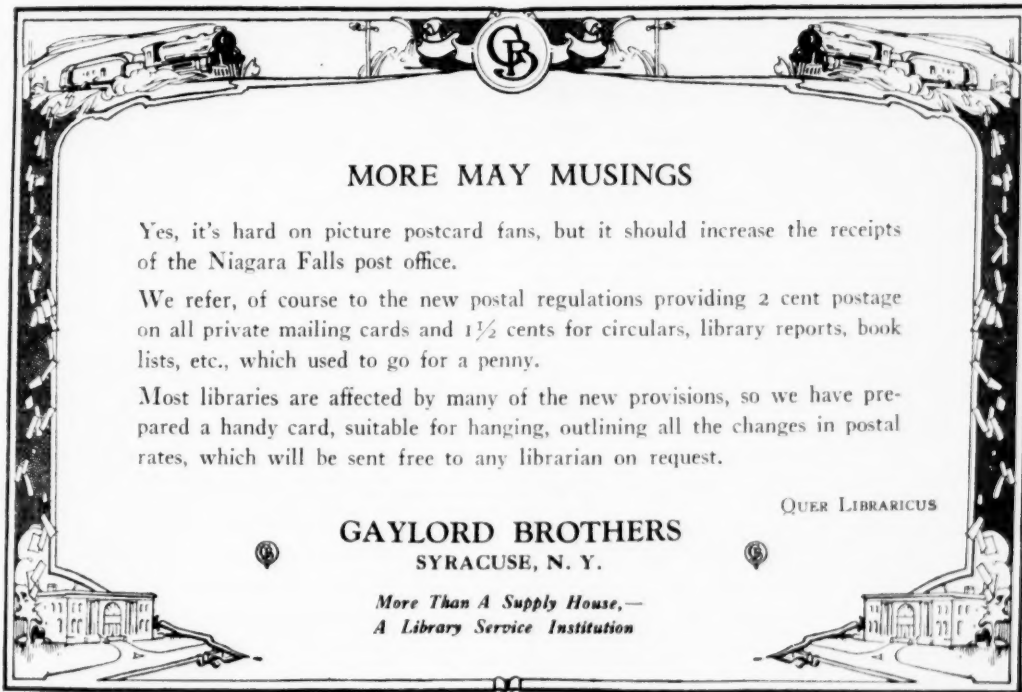 GB
MORE MAY MUSINGS
Yes, it's hard on picture postcard fans, but it should increase the receipts
of the Niagara Falls post office.
We refer, of course to the new postal regulations providing 2 cent postage
on all private mailing cards and 1½ cents for circulars, library reports, book
lists, etc., which used to go for a penny.
Most libraries are affected by many of the new provisions, so we have pre-
pared a handy card, suitable for hanging, outlining all the changes in postal
rates, which will be sent free to any librarian on request.
QUER LIBRARICUS
GAYLORD BROTHERS
SYRACUSE, N. Y.
More Than A Supply House,—
A Library Service Institution